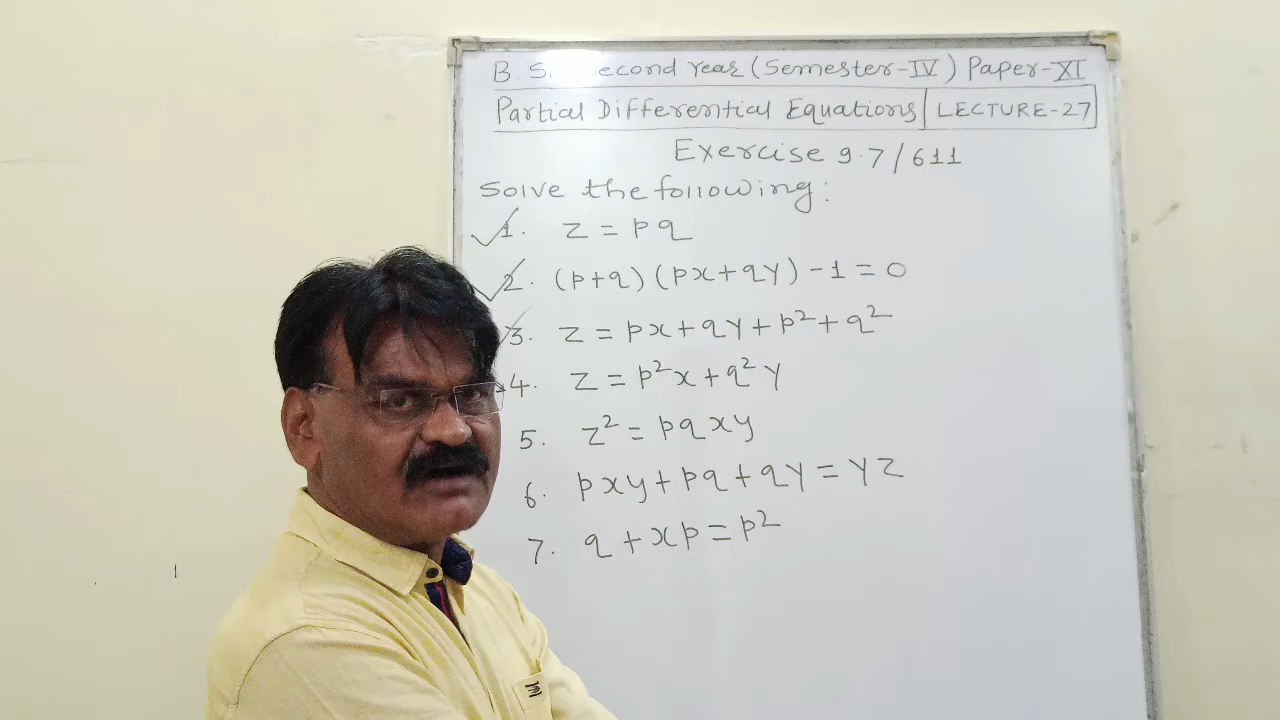 B. S. econd Year (Semester-IV) Paper-XI
Partial Differential Equations | LECTURE-27
Exercise 9.7/611
Solve the following:
1. z = pq
2. (p+q)(px+qy)-1=0
3. z = px+qy+p²+q²
4. z = p²x+q²y
5. z² = pqxy
6. pxy+pq+qy=yz
7. q+xp=p²